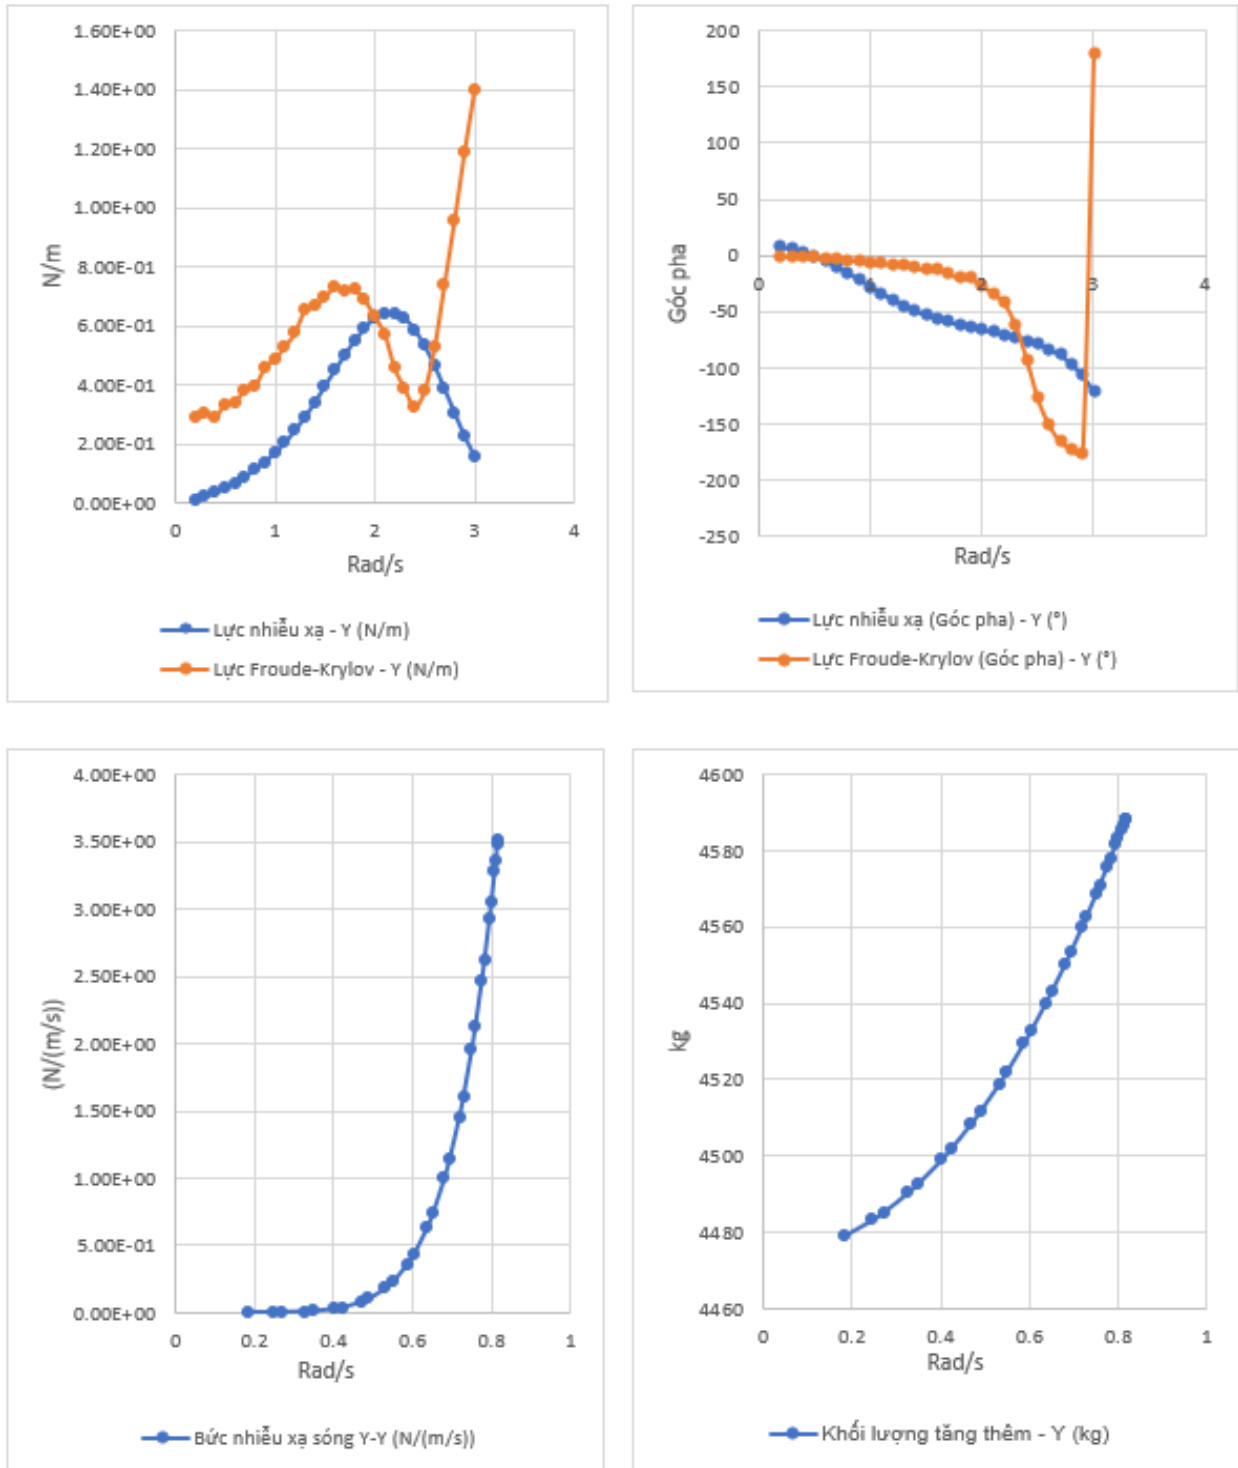 1.60E+00
1.40E+00
1.20E+00
1.00E+00
8.00E-01
6.00E-01
4.00E-01
2.00E-01
0.00E+00
N/m
0 1 2 3 4
Rad/s
Lực nhiễu xạ - Y (N/m)
Lực Froude-Krylov - Y (N/m)
200
150
100
50
0
-50
-100
-150
-200
-250
Góc pha
0 1 2 3 4
Rad/s
Lực nhiễu xạ (Góc pha) - Y (°)
Lực Froude-Krylov (Góc pha) - Y (°)
4.00E+00
3.50E+00
3.00E+00
2.50E+00
2.00E+00
1.50E+00
1.00E+00
5.00E-01
0.00E+00
(N/(m/s))
0 0.2 0.4 0.6 0.8 1
Rad/s
Bức nhiễu xạ sóng Y-Y (N/(m/s))
4600
4580
4560
4540
4520
4500
4480
4460
kg
0 0.2 0.4 0.6 0.8 1
Rad/s
Khối lượng tăng thêm - Y (kg)